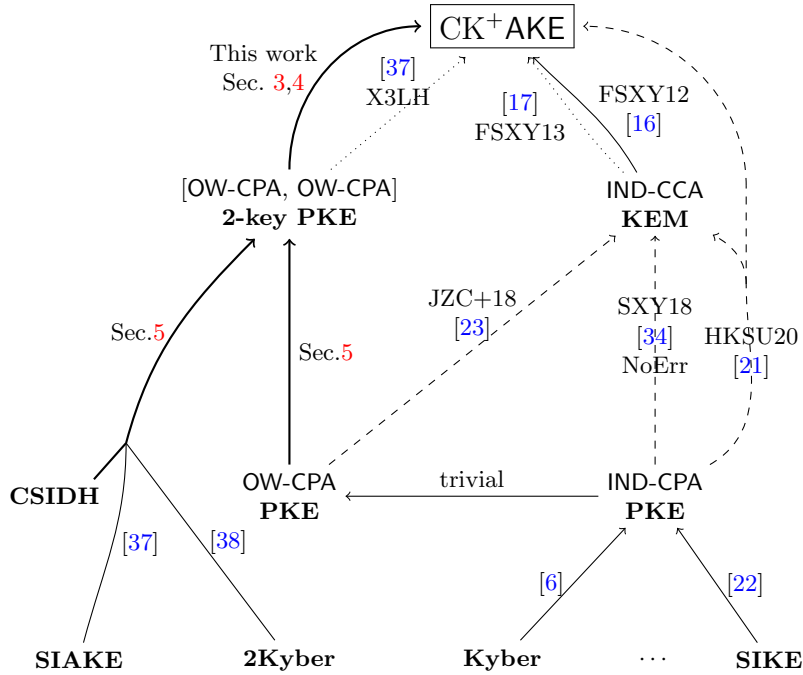 CK+AKE
This work
Sec. 3,4
[37]
X3LH
[17]
FSXY13
FSXY12
[16]
[OW-CPA, OW-CPA]
2-key PKE
IND-CCA
KEM
JZC+18
[23]
SXY18
[34]
NoErr
HKSU20
[21]
Sec.5
Sec.5
CSIDH
OW-CPA
PKE
trivial
IND-CPA
PKE
[37]
[38]
[6]
[22]
SIAKE
2Kyber
Kyber
...
SIKE